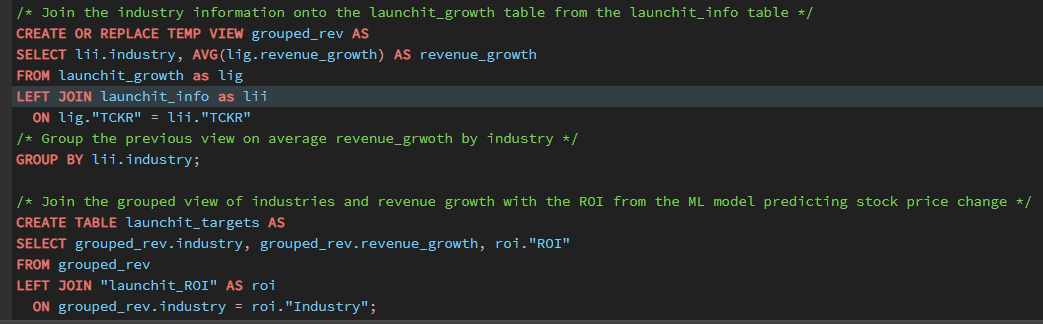 /* Join the industry information onto the launchit_growth table from the launchit_info table */
CREATE OR REPLACE TEMP VIEW grouped_rev AS
SELECT lii.industry, AVG(lig.revenue_growth) AS revenue_growth
FROM launchit_growth as lig
LEFT JOIN launchit_info as lii
  ON lig."TCKR" = lii."TCKR"
/* Group the previous view on average revenue_grwoth by industry */
GROUP BY lii.industry;

/* Join the grouped view of industries and revenue growth with the ROI from the ML model predicting stock price change */
CREATE TABLE launchit_targets AS
SELECT grouped_rev.industry, grouped_rev.revenue_growth, roi."ROI"
FROM grouped_rev
LEFT JOIN "launchit_ROI" AS roi
  ON grouped_rev.industry = roi."Industry";